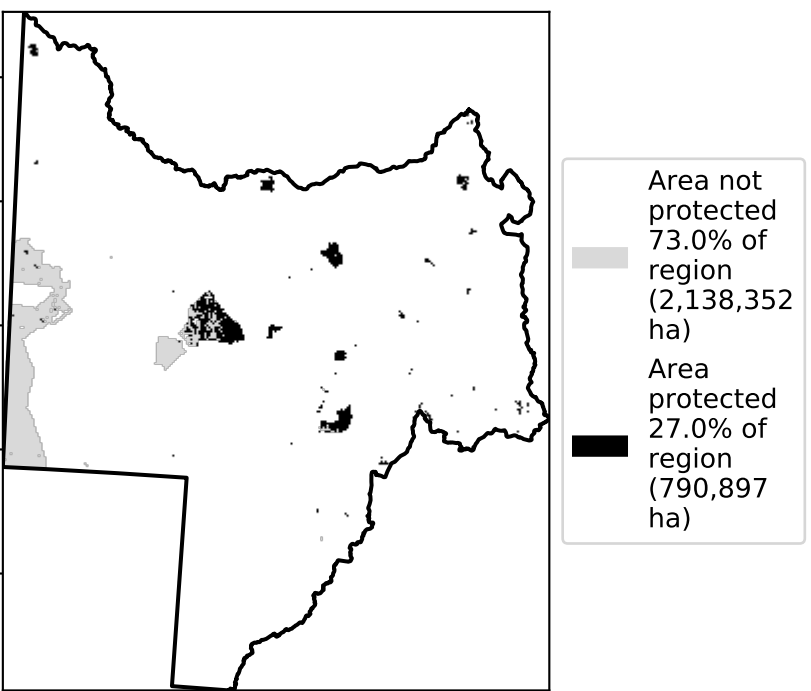 Area not
protected
73.0% of
region
(2,138,352
ha)
Area
protected
27.0% of
region
(790,897
ha)